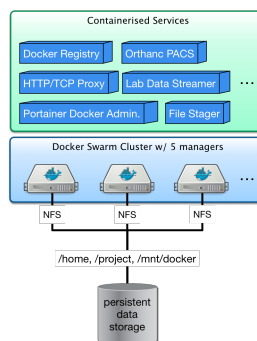 Containerised Services
Docker Registry
Orthanc PACS
HTTP/TCP Proxy
Lab Data Streamer
...
Portainer Docker Admin.
File Stager
Docker Swarm Cluster w/ 5 managers
...
NFS
NFS
NFS
/home, /project, /mnt/docker
persistent
data
storage